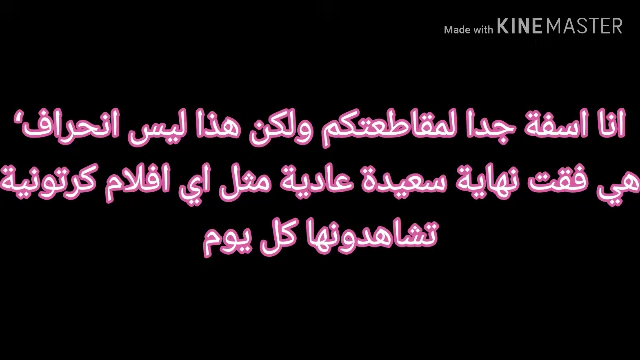 Made with KINEMASTER
انا اسفة جدا لمقاطعتكم ولكن هذا ليس انحراف‘
هي فقت نهاية سعيدة عادية مثل اي افلام كرتونية
تشاهدونها كل يوم